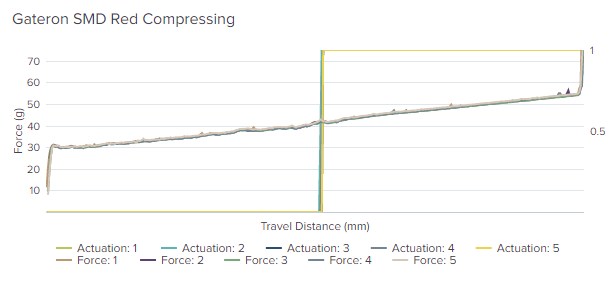 Gateron SMD Red Compressing
70
60
50
40
30
20
10
Force (g)
1
0.5
Travel Distance (mm)
Actuation: 1 Actuation: 2 Actuation: 3 Actuation: 4 Actuation: 5
Force: 1 Force: 2 Force: 3 Force: 4 Force: 5